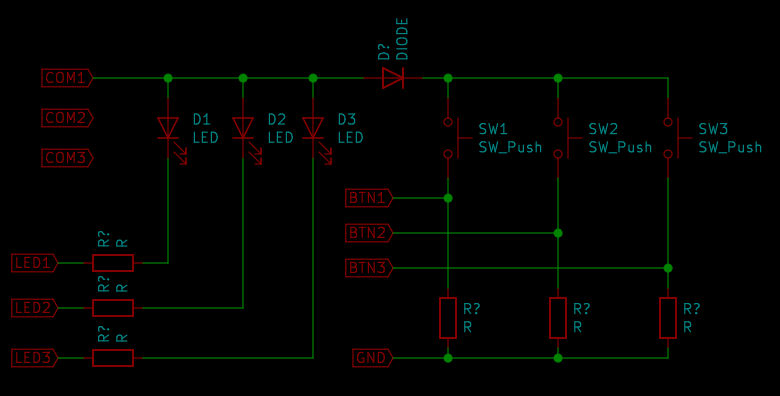 D?
DIODE
COM1
COM2
COM3
D1
LED
D2
LED
D3
LED
SW1
SW_Push
SW2
SW_Push
SW3
SW_Push
BTN1
BTN2
BTN3
R?
R
LED1
R?
R
LED2
R?
R
LED3
R?
R
R?
R
R?
R
GND